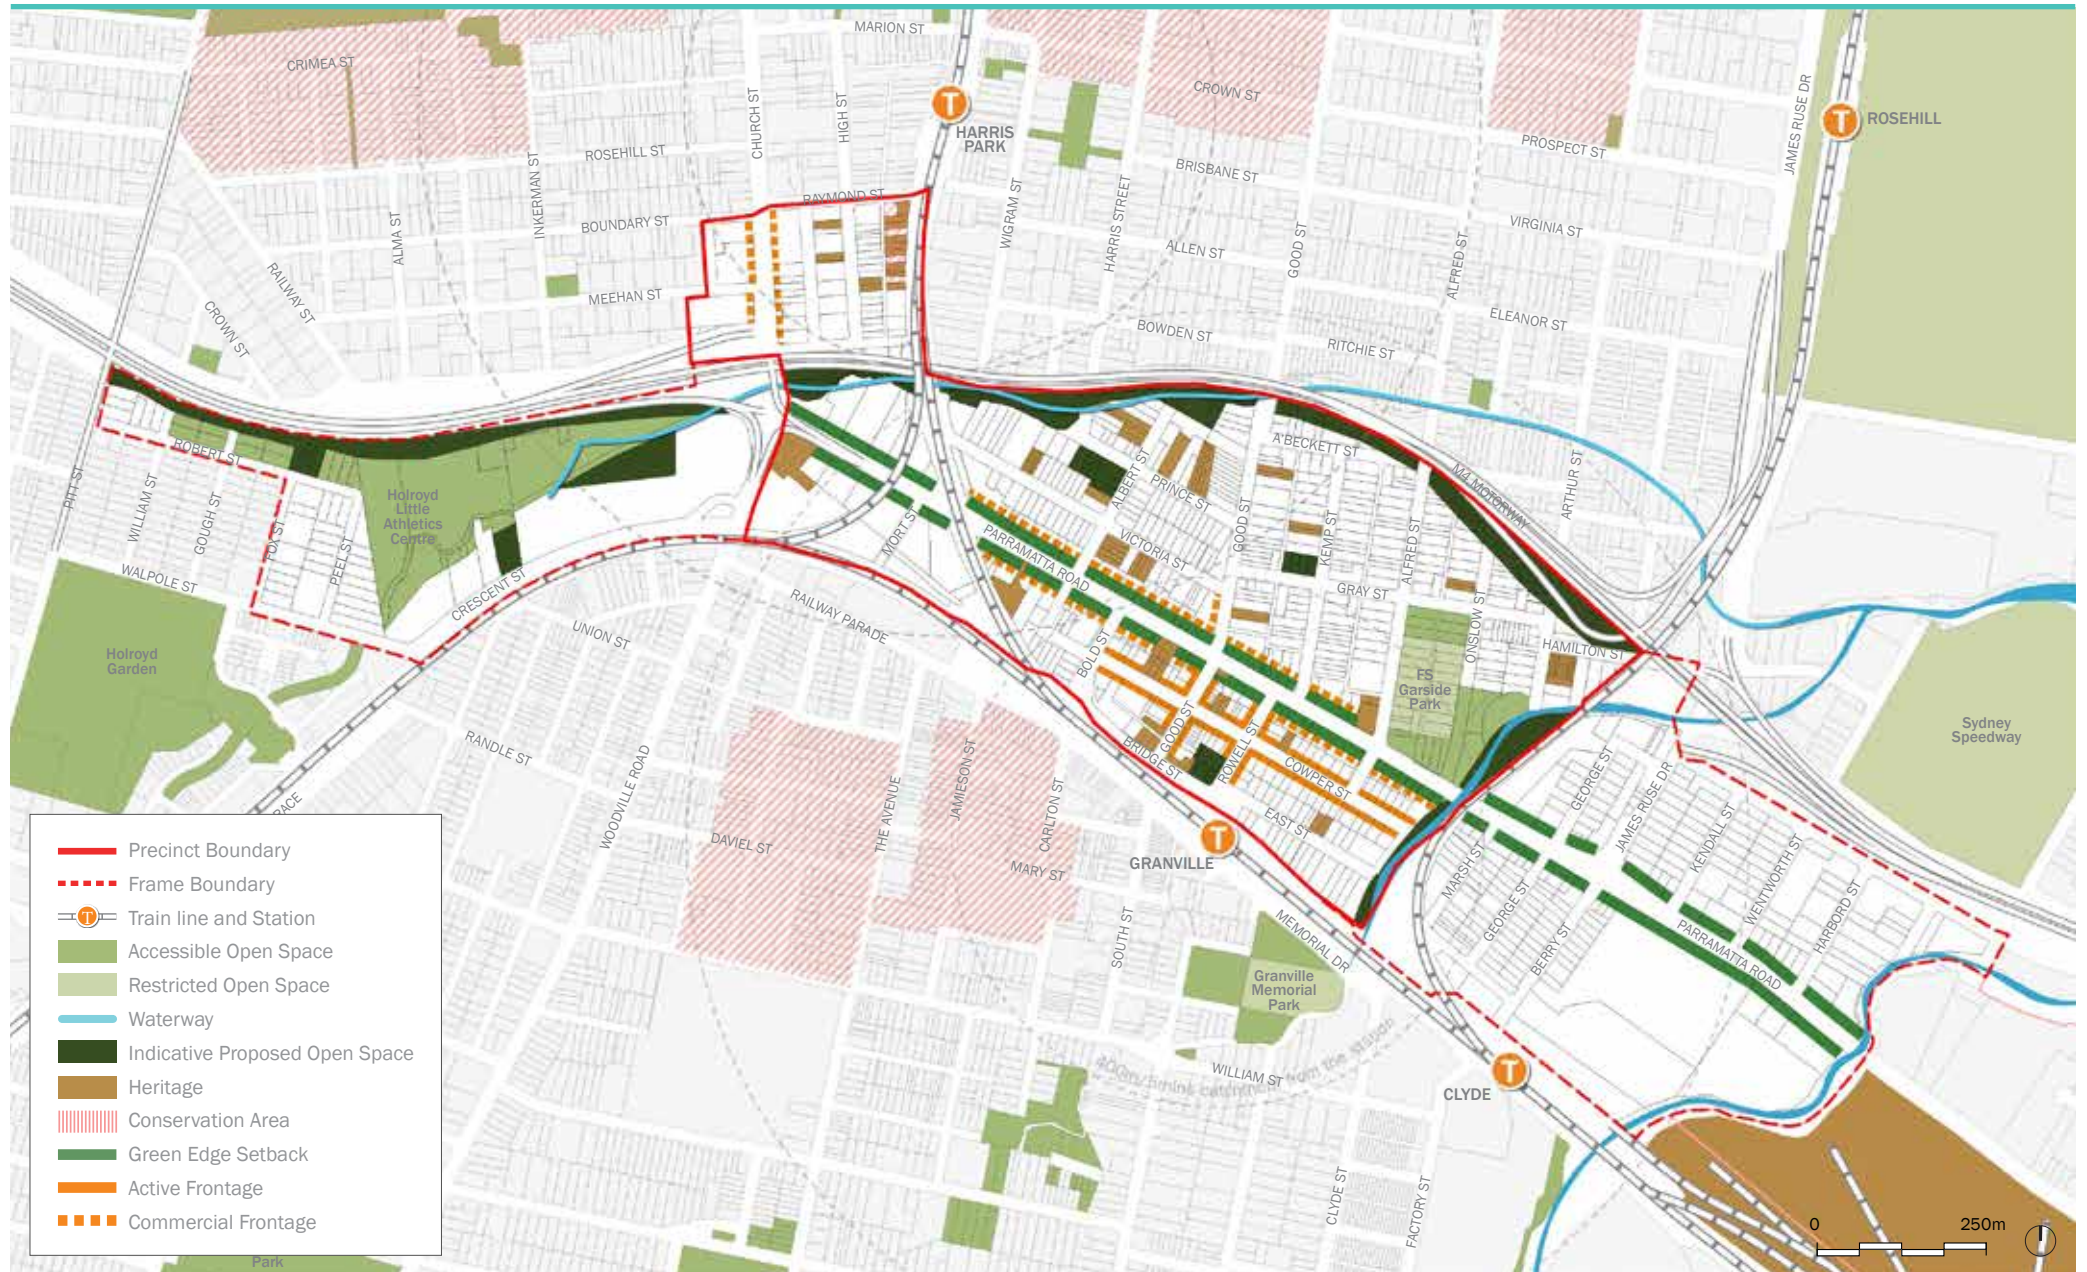 MARION ST
CRIMEA ST
CHURCH ST
HIGH ST
HARRIS
PARK
CROWN ST
JAMES RUSE DR
ROSEHILL
T
T
PROSPECT ST
ROSEHILL ST
INKERMAN ST
BRISBANE ST
RAYMOND ST
WIGRAM ST
HARRIS STREET
VIRGINIA ST
BOUNDARY ST
ALMA ST
ALLEN ST
GOOD ST
ALFRED ST
RAILWAY ST
MEEHAN ST
CROWN ST
BOWDEN ST
RITCHIE ST
ELEANOR ST
ROBERT ST
PITT ST
WILLIAM ST
GOUGH ST
FOX ST
PEEL ST
Holroyd
Little
Athletics
Centre
A'BECKETT ST
M4 MOTORWAY
ARTHUR ST
ALBERT ST
PRINCE ST
GOOD ST
KEMP ST
ALFRED ST
MORT ST
PARRAMATTA ROAD
VICTORIA ST
GRAY ST
ONSLOW ST
HAMILTON ST
WALPOLE ST
CRESCENT ST
UNION ST
RAILWAY PARADE
BOLD ST
Holroyd
Garden
FS
Garside
Park
Sydney
Speedway
RANDLE ST
WOODVILLE ROAD
GOOD ST
BRIDGE ST
ROWELL ST
COWPER ST
EAST ST
GEORGE ST
JAMES RUSE DR
KENDALL ST
WENTWORTH ST
HARBORD ST
RACE
THE AVENUE
JAMIESON ST
CARLTON ST
DAVIEL ST
MARY ST
T
GRANVILLE
MARSH ST
GEORGE ST
BERRY ST
PARRAMATTA ROAD
SOUTH ST
MEMORIAL DR
Granville
Memorial
Park
WILLIAM ST
T
CLYDE
CLYDE ST
FACTORY ST
Precinct Boundary
Frame Boundary
T
Train line and Station
Accessible Open Space
Restricted Open Space
Waterway
Indicative Proposed Open Space
Heritage
Conservation Area
Green Edge Setback
Active Frontage
Commercial Frontage
Park
0 250m